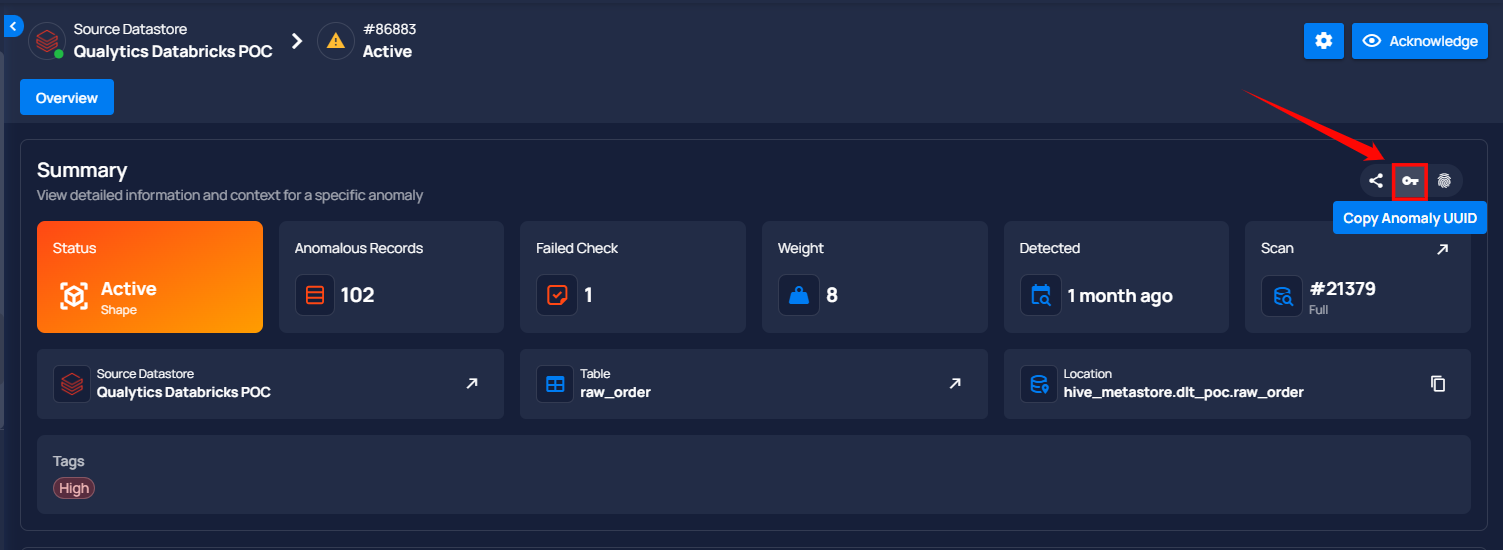 Source Datastore
Qualytics Databricks POC
#86883
Active
Acknowledge
Overview
Summary
View detailed information and context for a specific anomaly
Copy Anomaly UUID
Status
Active
Shape
Anomalous Records
102
Failed Check
1
Weight
8
Detected
1 month ago
Scan
#21379
Full
Source Datastore
Qualytics Databricks POC
Table
raw_order
Location
hive_metastore.dlt_poc.raw_order
Tags
High